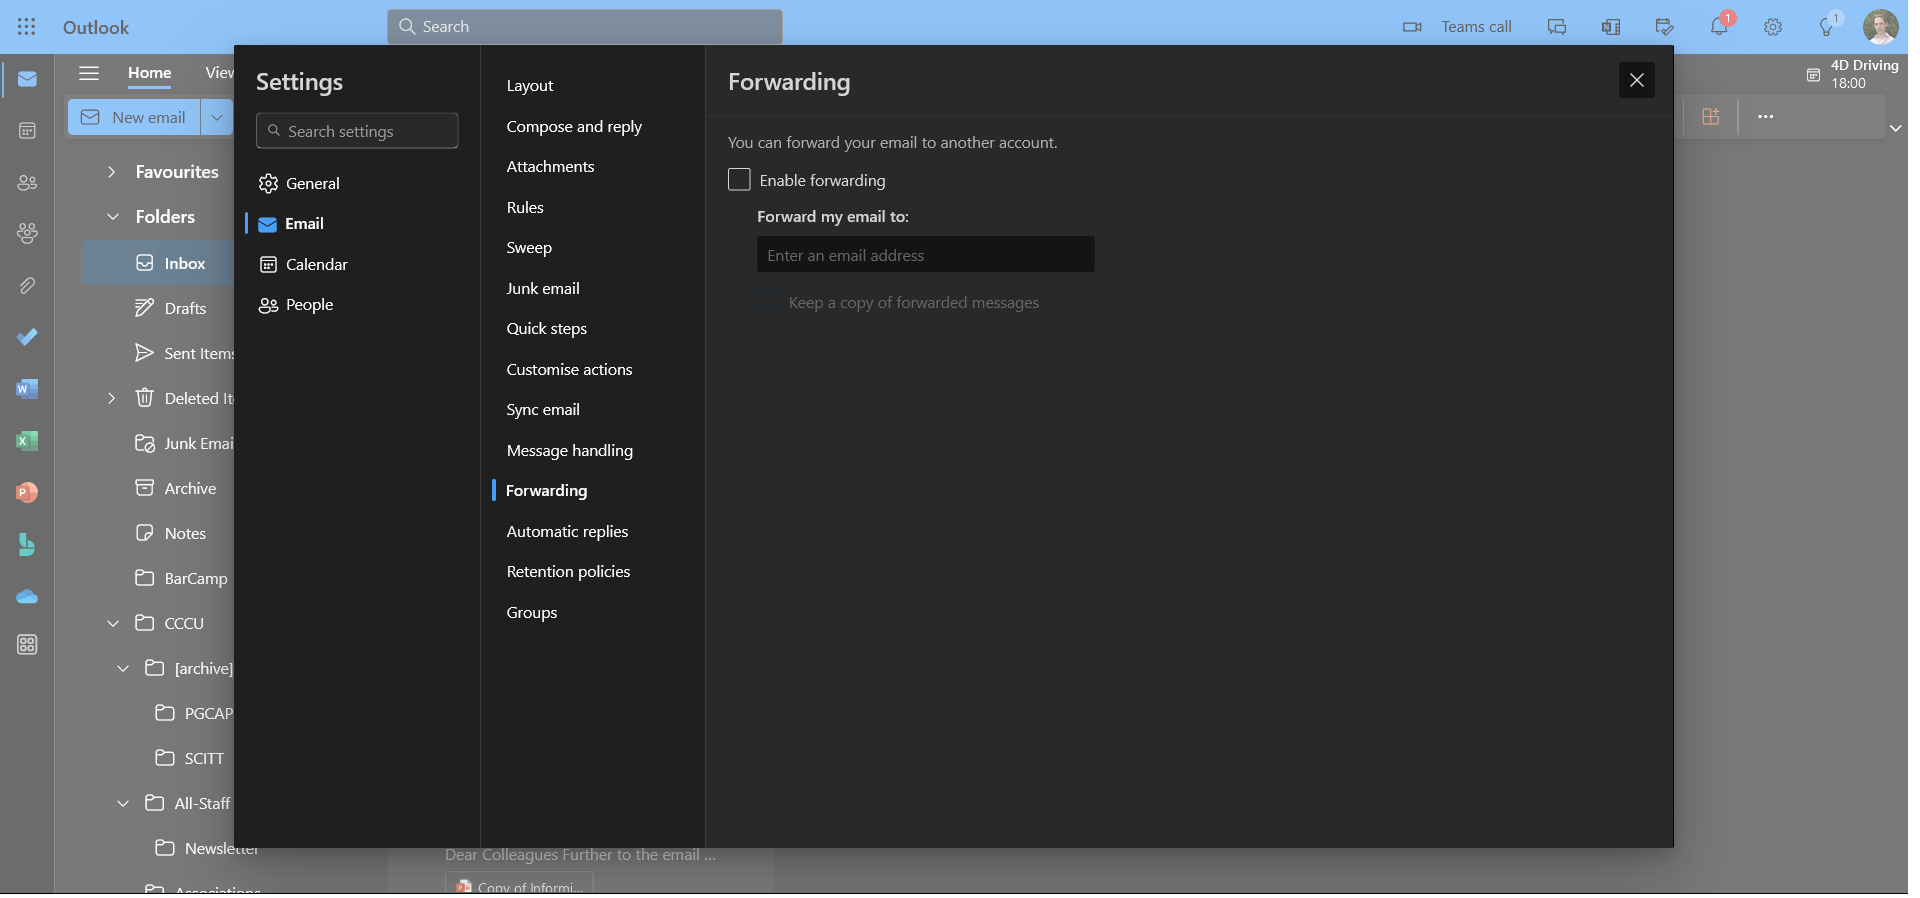 Outlook
Search
Teams call
1
1
Home
View
4D Driving
18:00
New email
Favourites
Folders
Inbox
Drafts
Sent Items
Deleted It
Junk Emai
Archive
Notes
BarCamp
CCCU
[archive]
PGCAP
SCITT
All-Staff
Newsletter
Associations
Settings
Search settings
General
Email
Calendar
People
Layout
Compose and reply
Attachments
Rules
Sweep
Junk email
Quick steps
Customise actions
Sync email
Message handling
Forwarding
Automatic replies
Retention policies
Groups
Forwarding
You can forward your email to another account.
Enable forwarding
Forward my email to:
Enter an email address
Keep a copy of forwarded messages
Dear Colleagues Further to the email ...
Copy of Informi...